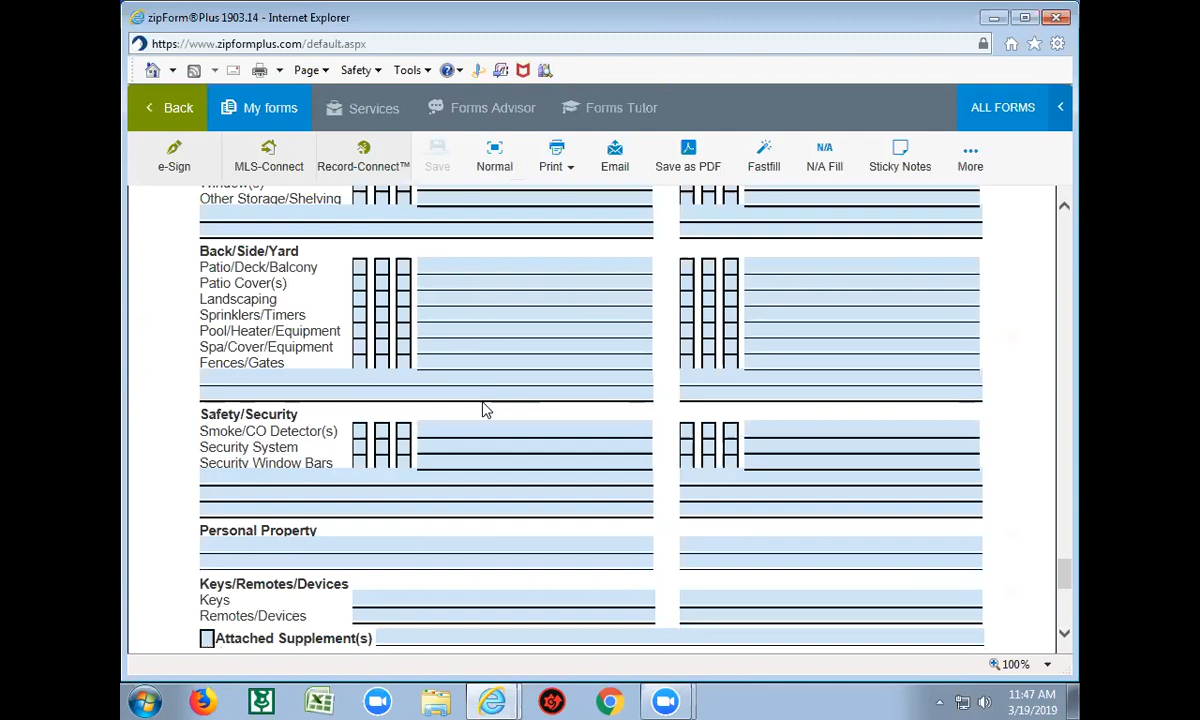 zipForm®Plus 1903.14 - Internet Explorer
https://www.zipformplus.com/default.aspx
Page Safety Tools
Back My forms Services Forms Advisor Forms Tutor ALL FORMS
N/A
e-Sign MLS-Connect Record-Connect™ Save Normal Print Email Save as PDF Fastfill N/A Fill Sticky Notes More
Window(s)
Other Storage/Shelving
Back/Side/Yard
Patio/Deck/Balcony
Patio Cover(s)
Landscaping
Sprinklers/Timers
Pool/Heater/Equipment
Spa/Cover/Equipment
Fences/Gates
Safety/Security
Smoke/CO Detector(s)
Security System
Security Window Bars
Personal Property
Keys/Remotes/Devices
Keys
Remotes/Devices
Attached Supplement(s)
100%
11:47 AM
3/19/2019